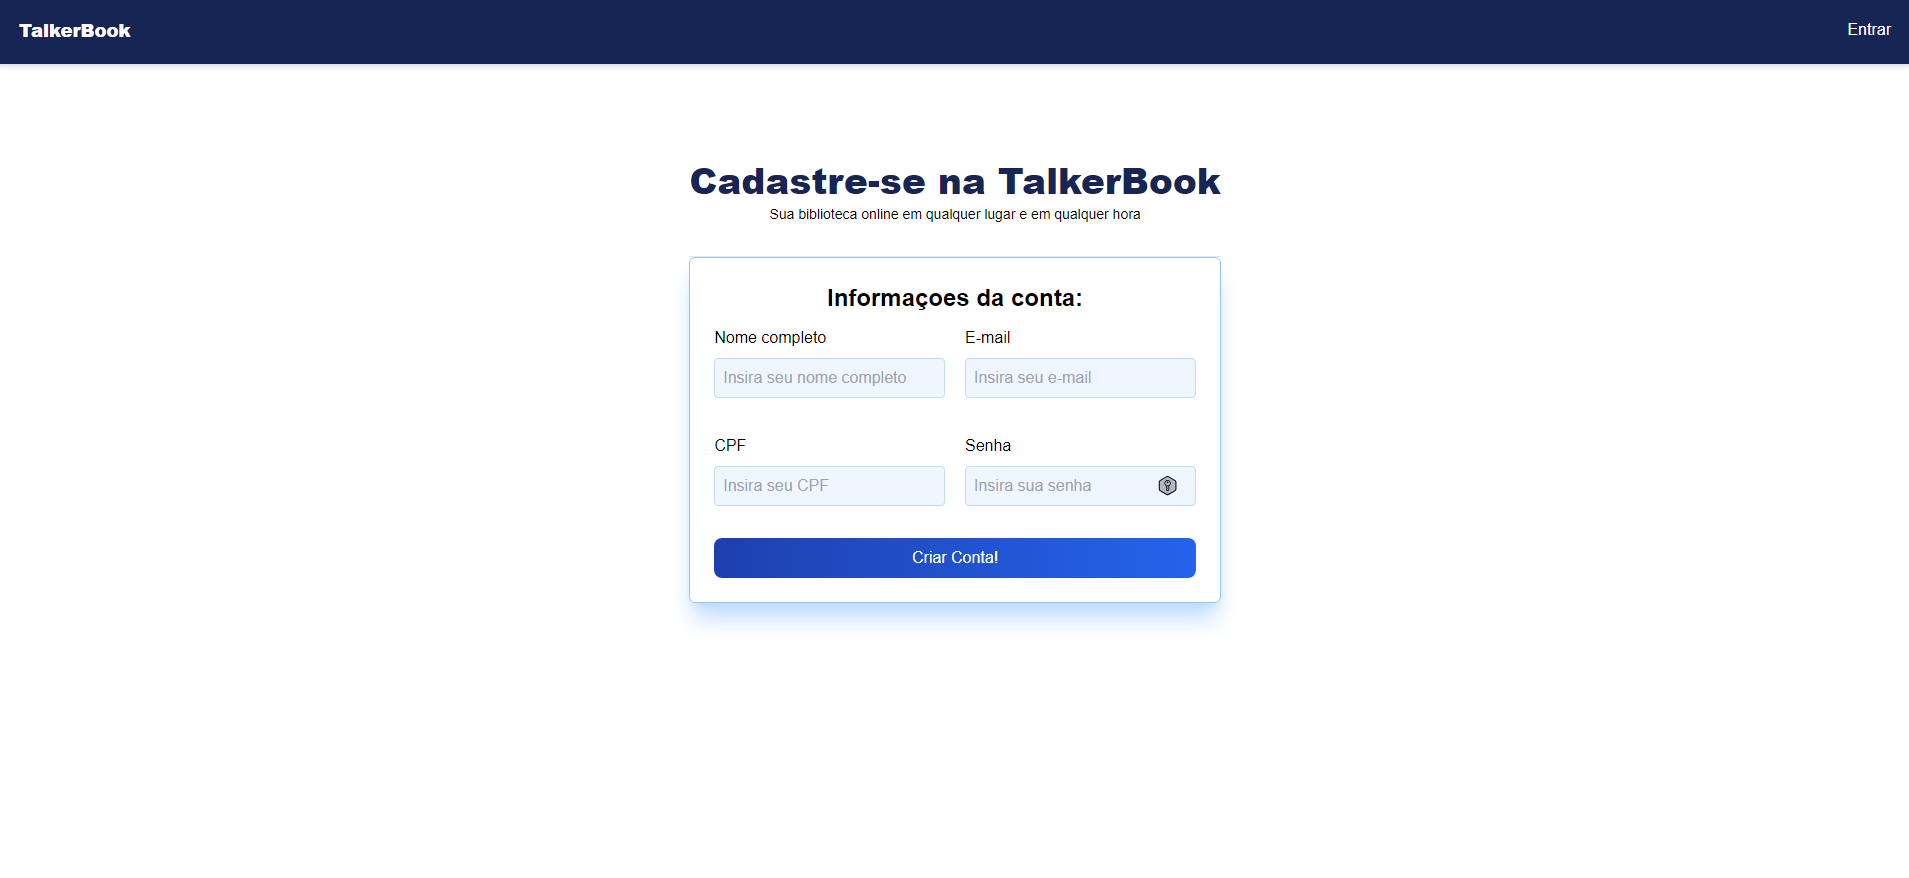 TalkerBook
Entrar
Cadastre-se na TalkerBook
Sua biblioteca online em qualquer lugar e em qualquer hora
Informaçoes da conta:
Nome completo
E-mail
Insira seu nome completo
Insira seu e-mail
CPF
Senha
Insira seu CPF
Insira sua senha
Criar Conta!